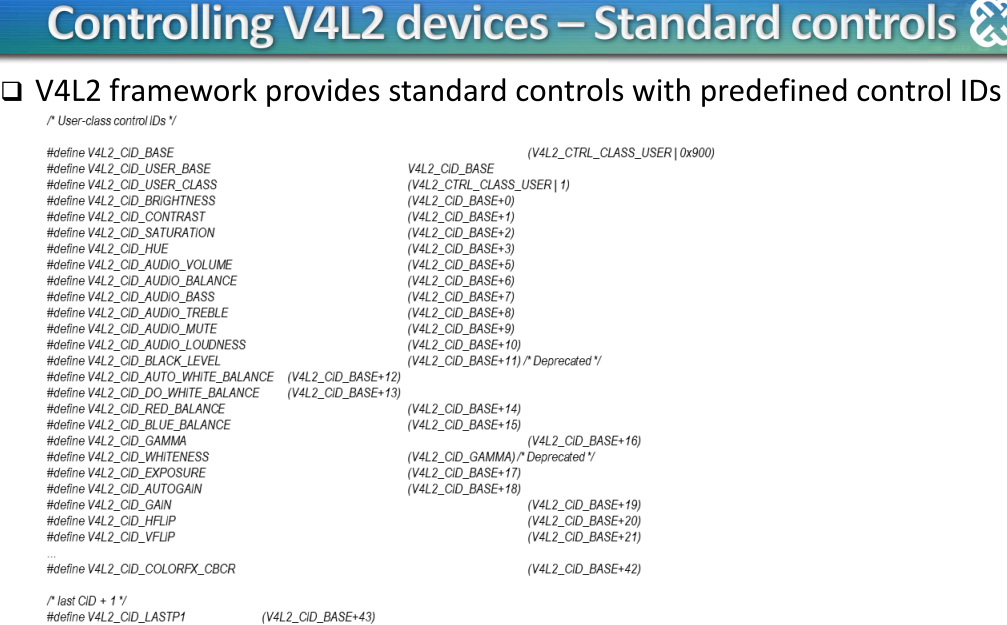 Controlling V4L2 devices – Standard controls
❑ V4L2 framework provides standard controls with predefined control IDs
/* User-class control IDs */
#define V4L2_CID_BASE (V4L2_CTRL_CLASS_USER | 0x900)
#define V4L2_CID_USER_BASE V4L2_CID_BASE
#define V4L2_CID_USER_CLASS (V4L2_CTRL_CLASS_USER | 1)
#define V4L2_CID_BRIGHTNESS (V4L2_CID_BASE+0)
#define V4L2_CID_CONTRAST (V4L2_CID_BASE+1)
#define V4L2_CID_SATURATION (V4L2_CID_BASE+2)
#define V4L2_CID_HUE (V4L2_CID_BASE+3)
#define V4L2_CID_AUDIO_VOLUME (V4L2_CID_BASE+5)
#define V4L2_CID_AUDIO_BALANCE (V4L2_CID_BASE+6)
#define V4L2_CID_AUDIO_BASS (V4L2_CID_BASE+7)
#define V4L2_CID_AUDIO_TREBLE (V4L2_CID_BASE+8)
#define V4L2_CID_AUDIO_MUTE (V4L2_CID_BASE+9)
#define V4L2_CID_AUDIO_LOUDNESS (V4L2_CID_BASE+10)
#define V4L2_CID_BLACK_LEVEL (V4L2_CID_BASE+11) /* Deprecated */
#define V4L2_CID_AUTO_WHITE_BALANCE (V4L2_CID_BASE+12)
#define V4L2_CID_DO_WHITE_BALANCE (V4L2_CID_BASE+13)
#define V4L2_CID_RED_BALANCE (V4L2_CID_BASE+14)
#define V4L2_CID_BLUE_BALANCE (V4L2_CID_BASE+15)
#define V4L2_CID_GAMMA (V4L2_CID_BASE+16)
#define V4L2_CID_WHITENESS (V4L2_CID_GAMMA) /* Deprecated */
#define V4L2_CID_EXPOSURE (V4L2_CID_BASE+17)
#define V4L2_CID_AUTOGAIN (V4L2_CID_BASE+18)
#define V4L2_CID_GAIN (V4L2_CID_BASE+19)
#define V4L2_CID_HFLIP (V4L2_CID_BASE+20)
#define V4L2_CID_VFLIP (V4L2_CID_BASE+21)
...
#define V4L2_CID_COLORFX_CBCR (V4L2_CID_BASE+42)
/* last CID + 1 */
#define V4L2_CID_LASTP1 (V4L2_CID_BASE+43)